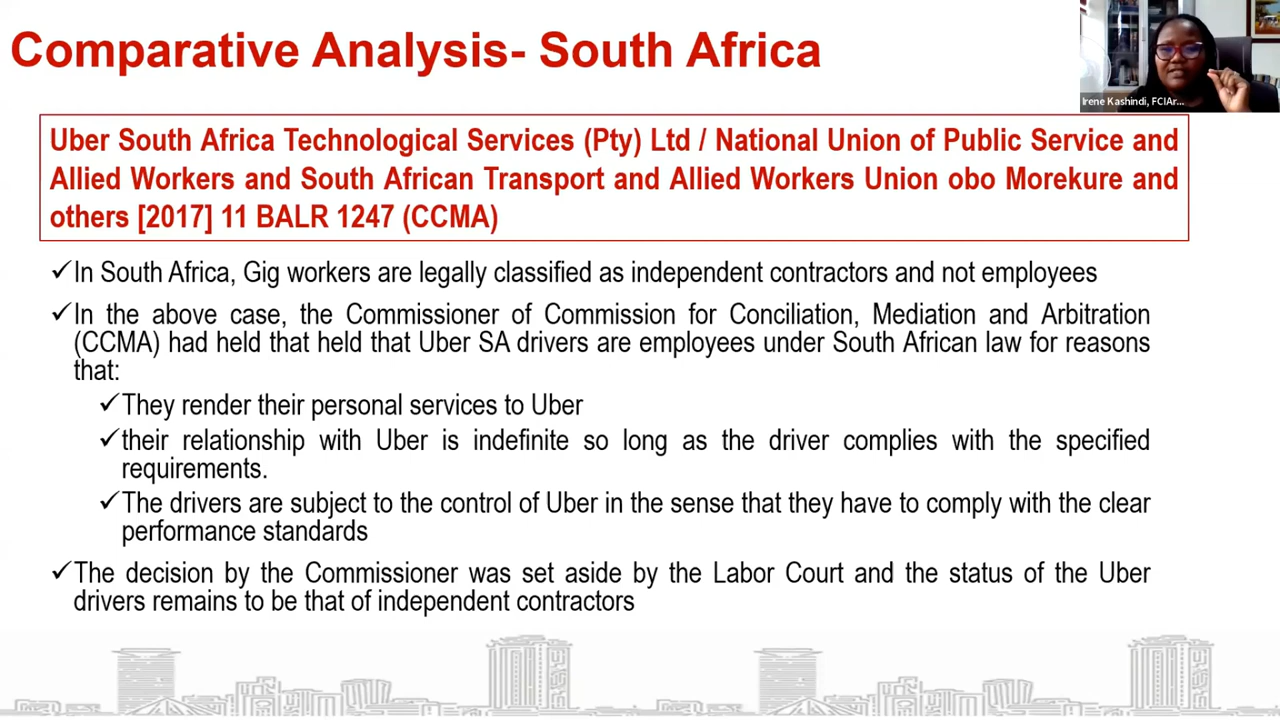 Comparative Analysis- South Africa
Irene Kashindi, FCIAr...
Uber South Africa Technological Services (Pty) Ltd / National Union of Public Service and
Allied Workers and South African Transport and Allied Workers Union obo Morekure and
others [2017] 11 BALR 1247 (CCMA)
✓In South Africa, Gig workers are legally classified as independent contractors and not employees
✓In the above case, the Commissioner of Commission for Conciliation, Mediation and Arbitration
(CCMA) had held that held that Uber SA drivers are employees under South African law for reasons
that:
✓They render their personal services to Uber
✓their relationship with Uber is indefinite so long as the driver complies with the specified
requirements.
✓The drivers are subject to the control of Uber in the sense that they have to comply with the clear
performance standards
✓The decision by the Commissioner was set aside by the Labor Court and the status of the Uber
drivers remains to be that of independent contractors